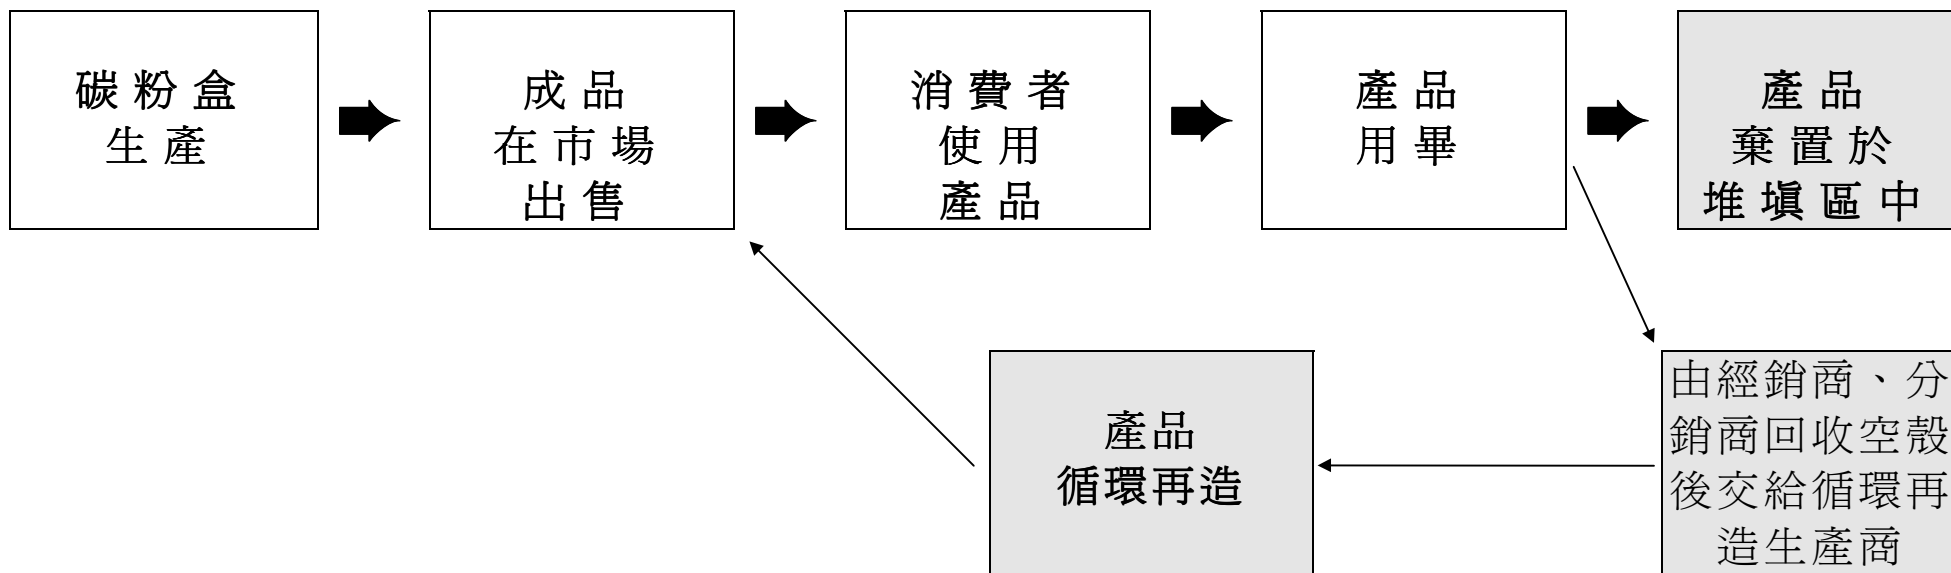 碳粉盒
生產
成品
在市場
出售
消費者
使用
產品
產品
用畢
產品
棄置於
堆塡區中
產品
循環再造
由經銷商、分
銷商回收空殼
後交給循環再
造生產商